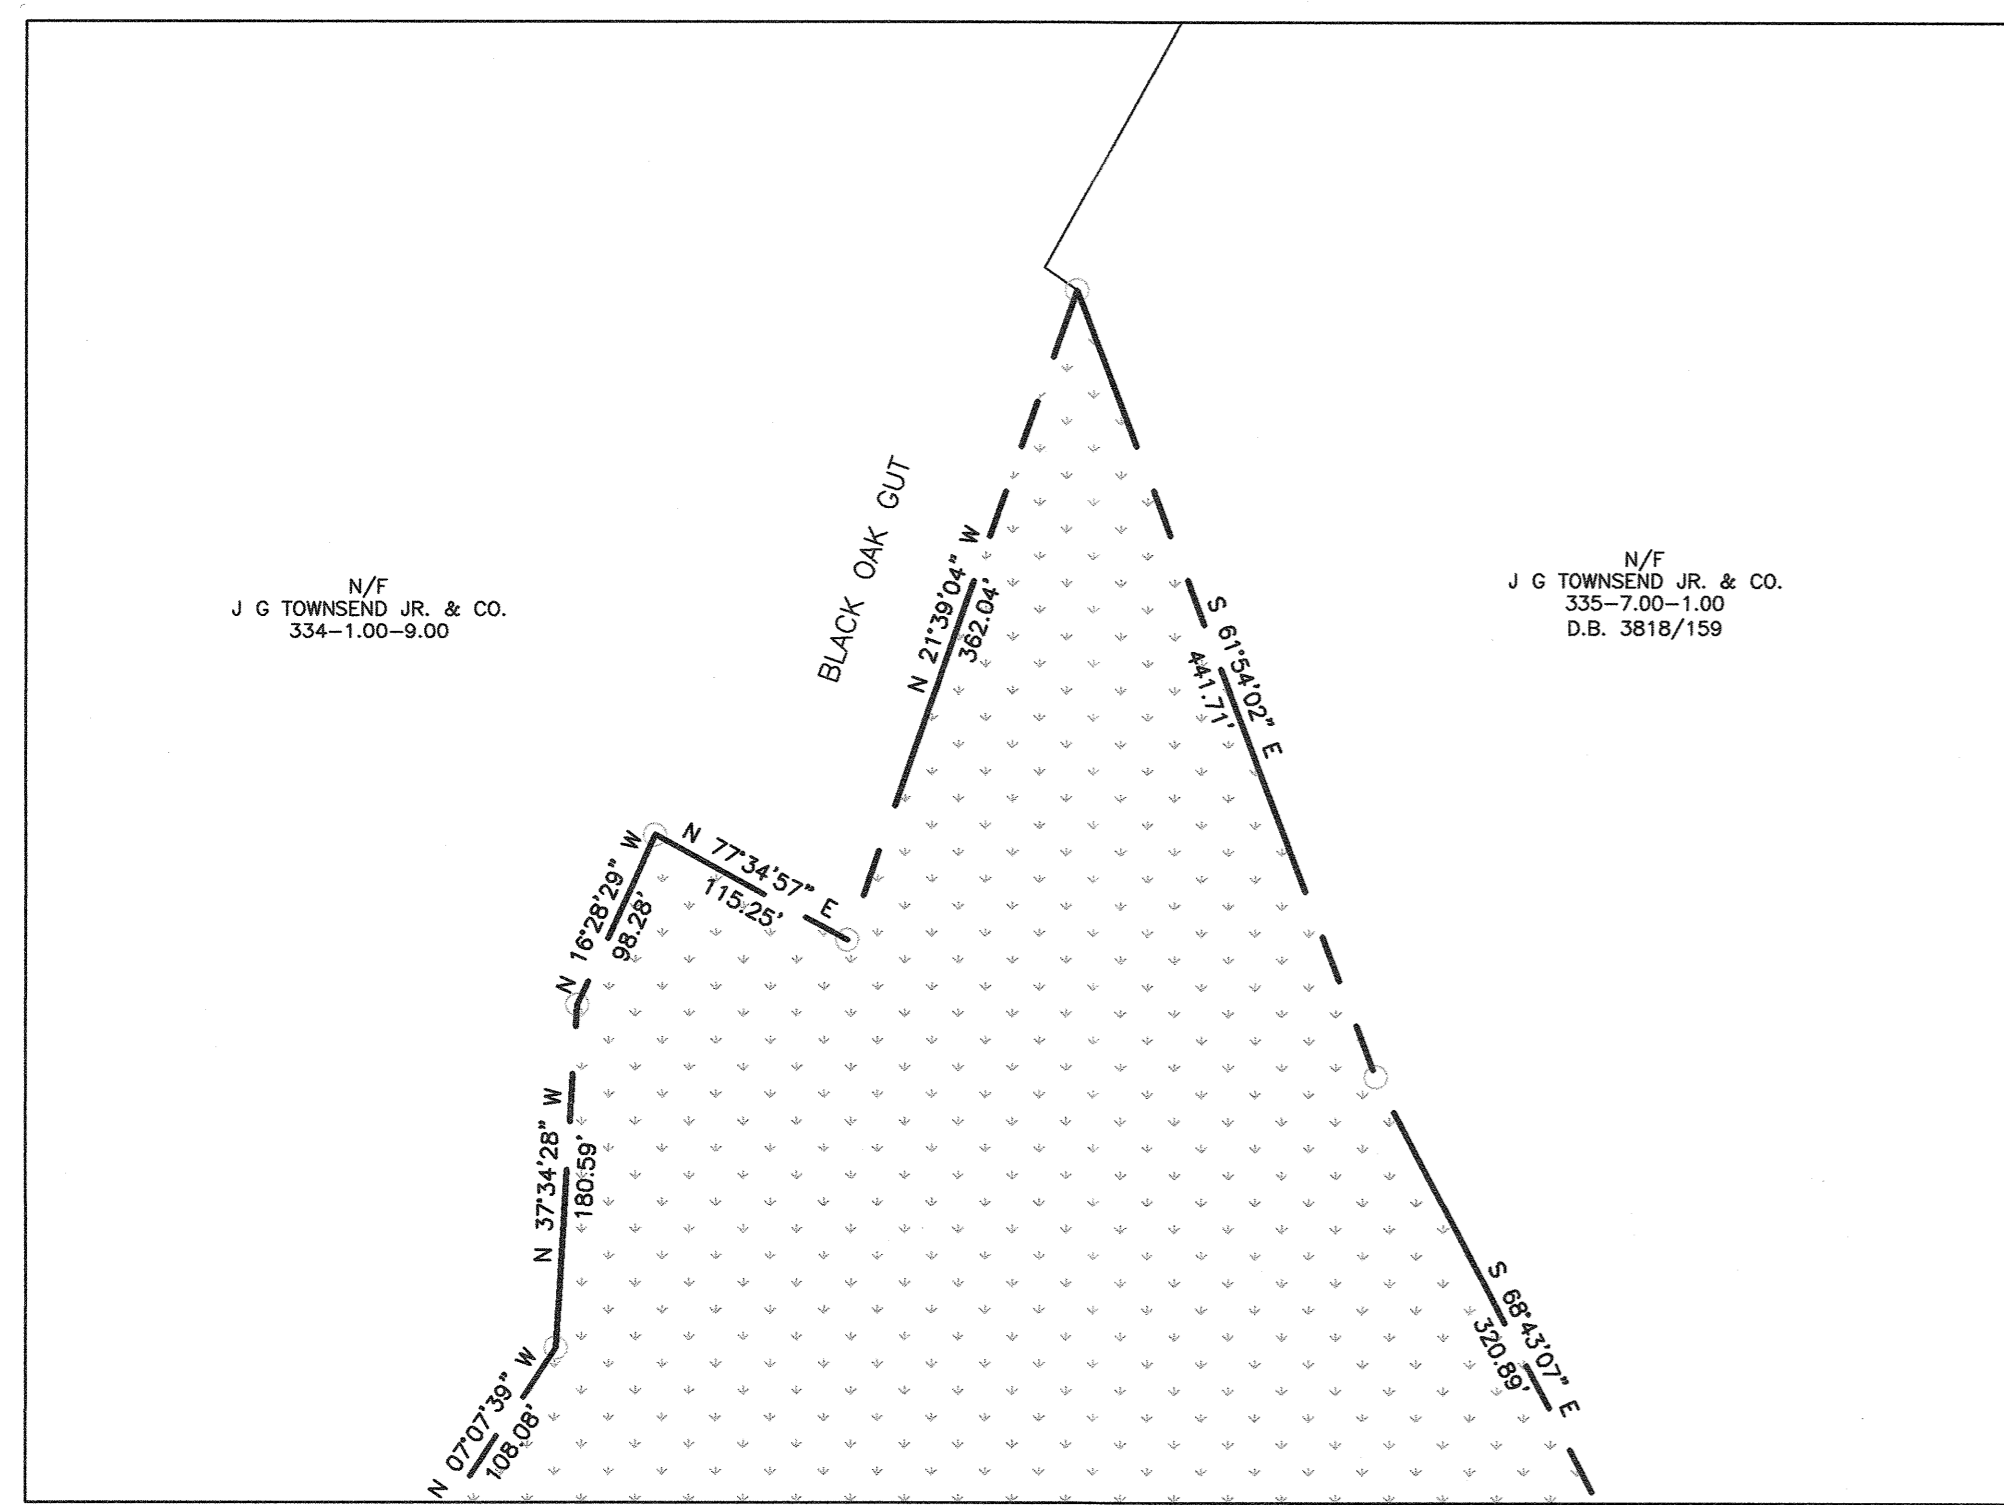 N/F
J G TOWNSEND JR. & CO.
334-1.00-9.00
BLACK OAK GUT
N 21°39'04" W
362.04'
S 61°54'02" E
441.71'
N/F
J G TOWNSEND JR. & CO.
335-7.00-1.00
D.B. 3818/159
N 16°28'29" W
98.28'
N 77°34'57" E
115.25'
N 37°34'28" W
180.59'
N 07°07'39" W
108.08'
S 68°43'07" E
320.89'